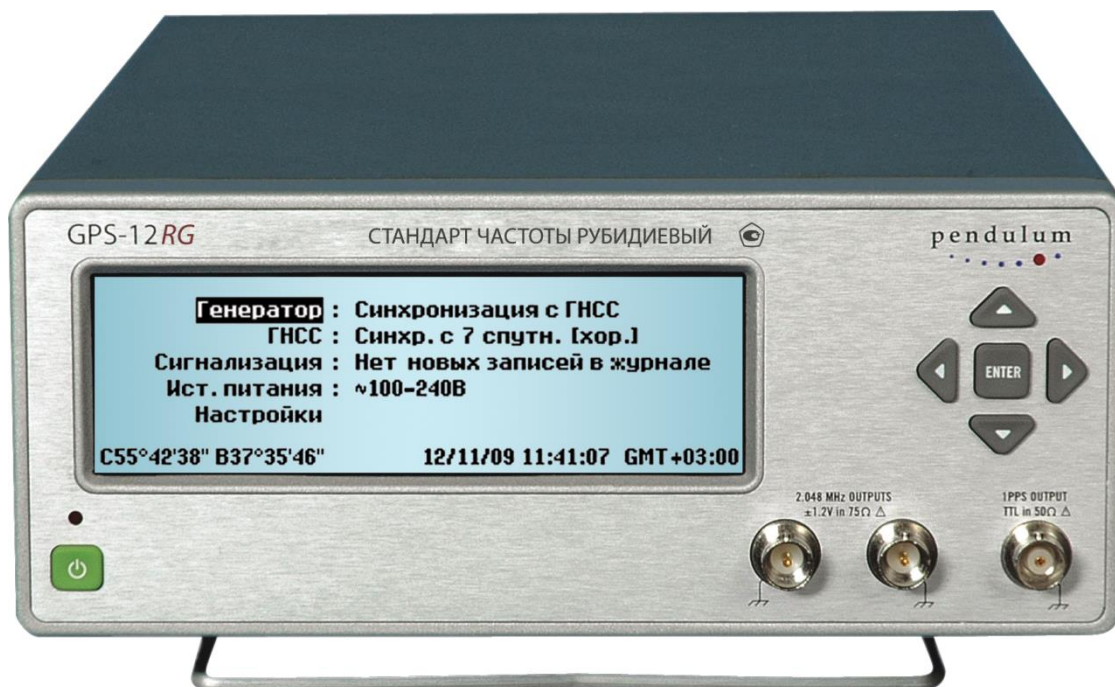 GPS-12RG
СТАНДАРТ ЧАСТОТЫ РУБИДИЕВЫЙ
pendulum
Генератор : Синхронизация с ГНСС
ГНСС : Синхр. с 7 спутн. [хор.]
Сигнализация : Нет новых записей в журнале
Ист. питания : ~100-240В
Настройки
С55°42'38" В37°35'46" 12/11/09 11:41:07 GMT+03:00
ENTER
2.048 MHz OUTPUTS
±1.2V in 75Ω
1PPS OUTPUT
TTL in 50Ω